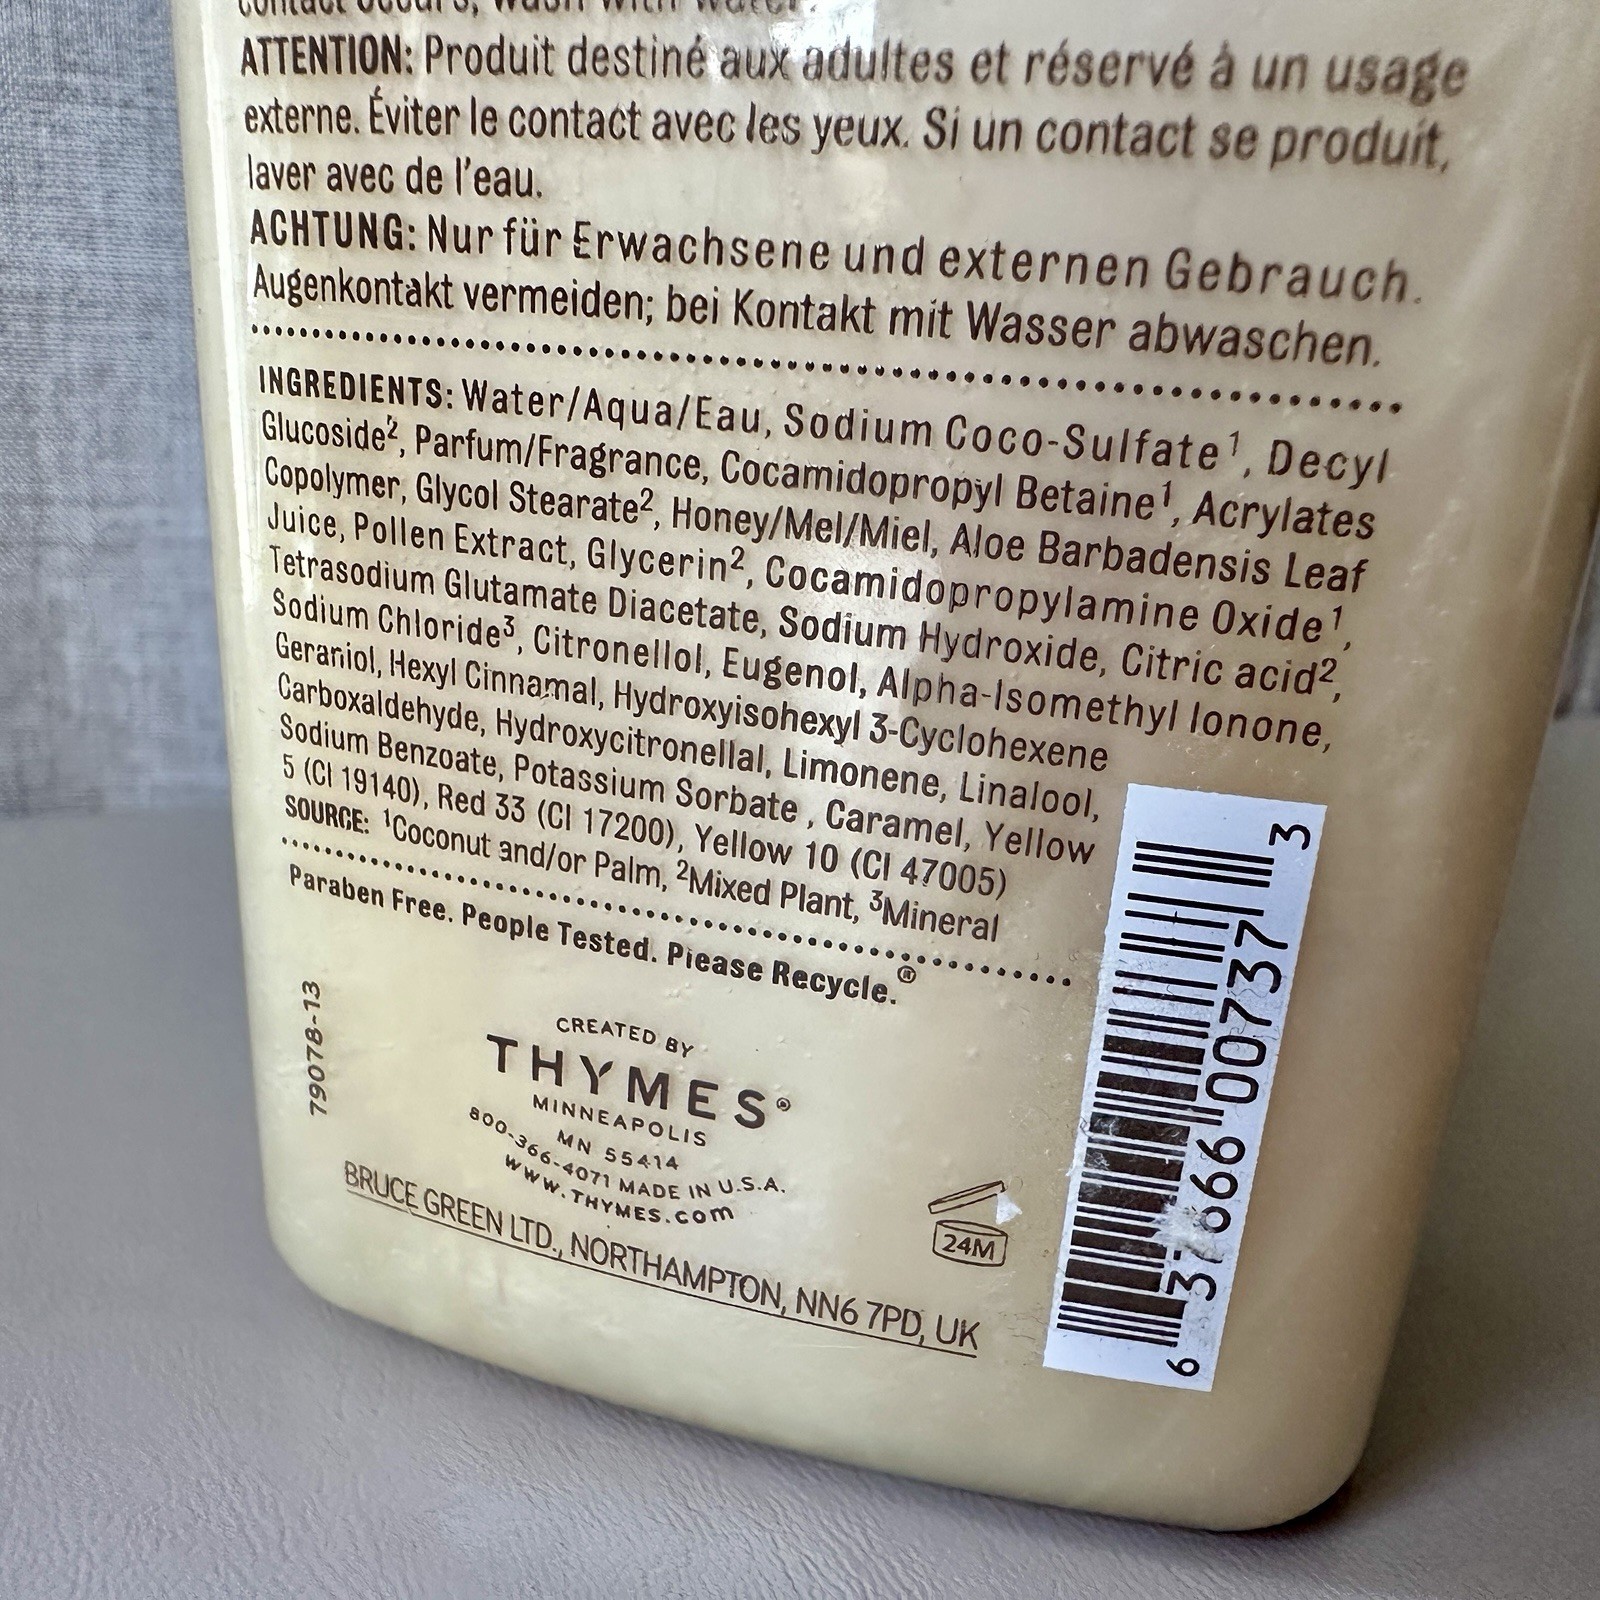 contact occurs, wash with water.
ATTENTION: Produit destiné aux adultes et réservé à un usage
externe. Éviter le contact avec les yeux. Si un contact se produit,
laver avec de l'eau.
ACHTUNG: Nur für Erwachsene und externen Gebrauch.
Augenkontakt vermeiden; bei Kontakt mit Wasser abwaschen.
INGREDIENTS: Water/Aqua/Eau, Sodium Coco-Sulfate¹, Decyl
Glucoside², Parfum/Fragrance, Cocamidopropyl Betaine¹, Acrylates
Copolymer, Glycol Stearate², Honey/Mel/Miel, Aloe Barbadensis Leaf
Juice, Pollen Extract, Glycerin², Cocamidopropylamine Oxide¹,
Tetrasodium Glutamate Diacetate, Sodium Hydroxide, Citric acid²,
Sodium Chloride³, Citronellol, Eugenol, Alpha-Isomethyl Ionone,
Geraniol, Hexyl Cinnamal, Hydroxyisohexyl 3-Cyclohexene
Carboxaldehyde, Hydroxycitronellal, Limonene, Linalool,
Sodium Benzoate, Potassium Sorbate , Caramel, Yellow
5 (CI 19140), Red 33 (CI 17200), Yellow 10 (CI 47005)
SOURCE: ¹Coconut and/or Palm, ²Mixed Plant, ³Mineral
Paraben Free. People Tested. Please Recycle.®
79078-13
CREATED BY
THYMES®
MINNEAPOLIS
MN 55414
800-366-4071 MADE IN U.S.A.
www.THYMES.com
BRUCE GREEN LTD., NORTHAMPTON, NN6 7PD, UK
24M
6 37666 00737 3